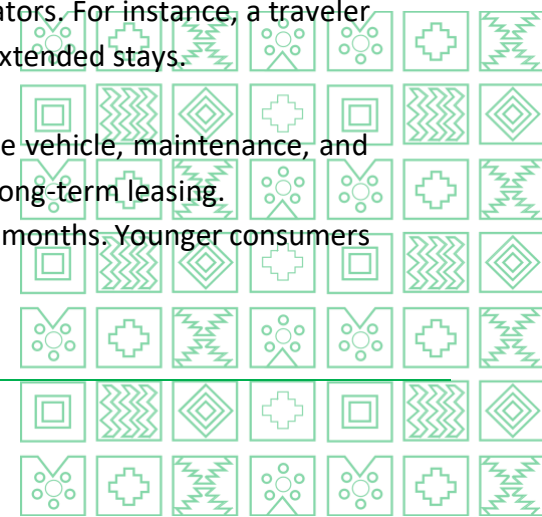 ators. For instance, a traveler
xtended stays.
e vehicle, maintenance, and
ong-term leasing.
months. Younger consumers